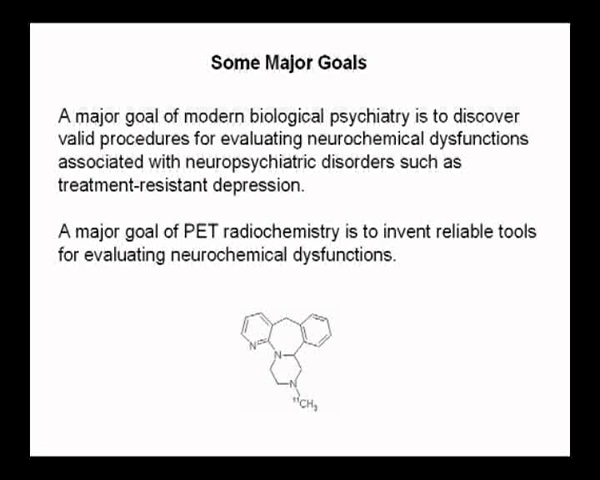 Some Major Goals
A major goal of modern biological psychiatry is to discover
valid procedures for evaluating neurochemical dysfunctions
associated with neuropsychiatric disorders such as
treatment-resistant depression.
A major goal of PET radiochemistry is to invent reliable tools
for evaluating neurochemical dysfunctions.
N
N
N
¹¹CH₃